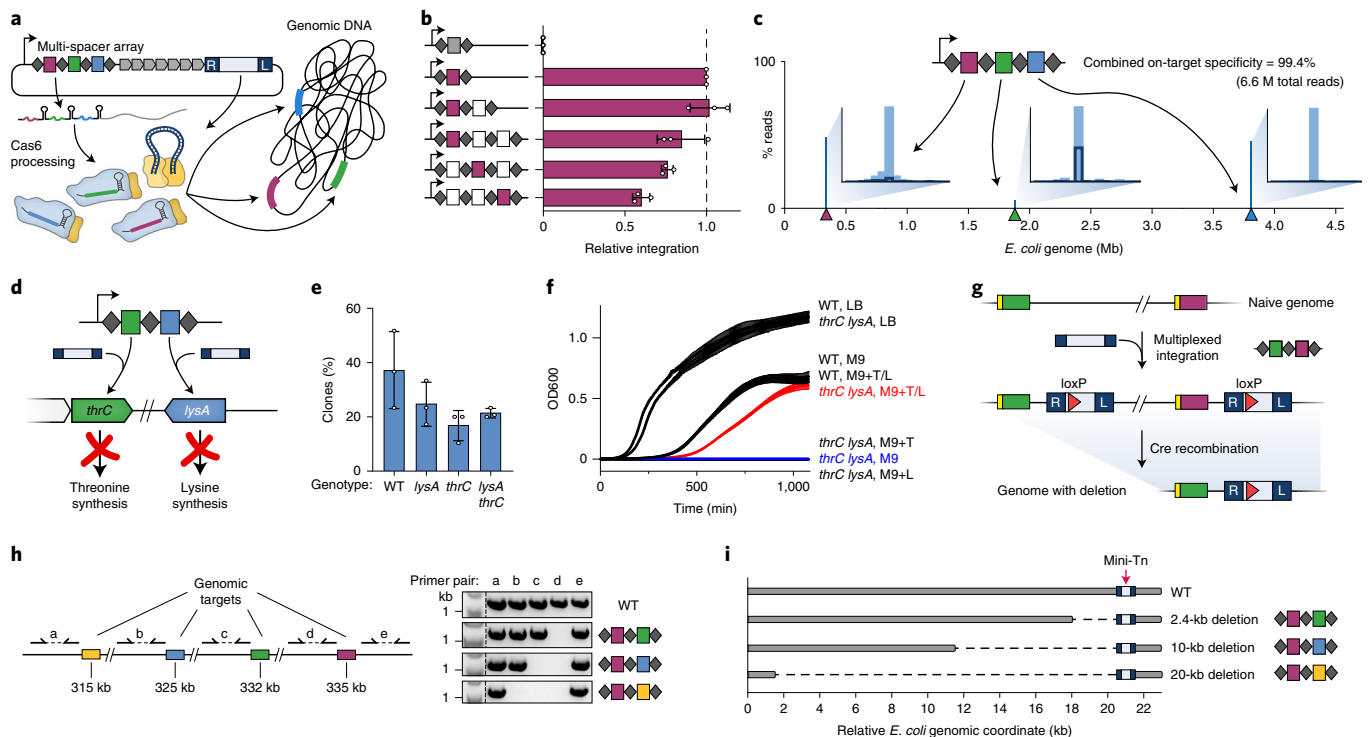 a
Multi-spacer array
Genomic DNA
R
L
Cas6
processing
b
0
0.5
1.0
Relative integration
c
Combined on-target specificity = 99.4%
(6.6 M total reads)
100
% reads
0
0.5
1.0
1.5
2.0
2.5
3.0
3.5
4.0
4.5
E. coli genome (Mb)
d
thrC
lysA
Threonine
synthesis
Lysine
synthesis
e
Clones (%)
60
40
20
0
Genotype:
WT
lysA
thrC
lysA
thrC
f
OD600
1.0
0.5
0
0
500
1,000
Time (min)
WT, LB
thrC lysA, LB
WT, M9
WT, M9+T/L
thrC lysA, M9+T/L
thrC lysA, M9+T
thrC lysA, M9
thrC lysA, M9+L
g
Naive genome
Multiplexed
integration
loxP
loxP
R
L
R
L
Cre recombination
Genome with deletion
R
L
h
Genomic
targets
a
b
c
d
e
315 kb
325 kb
332 kb
335 kb
Primer pair:
a
b
c
d
e
kb
1
WT
1
1
1
i
Mini-Tn
WT
2.4-kb deletion
10-kb deletion
20-kb deletion
0
2
4
6
8
10
12
14
16
18
20
22
Relative E. coli genomic coordinate (kb)